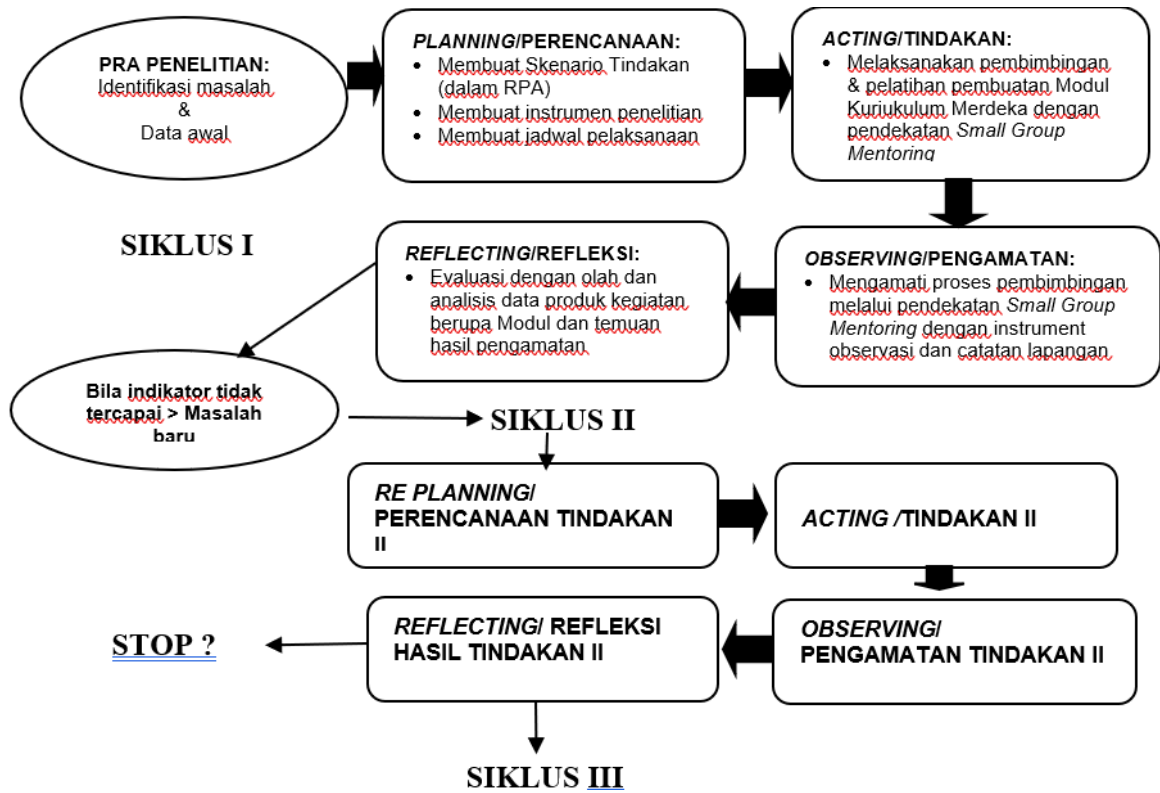 PRA PENELITIAN:
Identifikasi masalah
&
Data awal
PLANNING/PERENCANAAN:
• Membuat Skenario Tindakan
(dalam RPA)
• Membuat instrumen penelitian
• Membuat jadwal pelaksanaan
ACTING/TINDAKAN:
• Melaksanakan pembimbingan
& pelatihan pembuatan Modul
Kuriukulum Merdeka dengan
pendekatan Small Group
Mentoring
SIKLUS I
REFLECTING/REFLEKSI:
• Evaluasi dengan olah dan
analisis data produk kegiatan
berupa Modul dan temuan
hasil pengamatan
OBSERVING/PENGAMATAN:
• Mengamati proses pembimbingan
melalui pendekatan Small Group
Mentoring dengan instrument
observasi dan catatan lapangan
Bila indikator tidak
tercapai > Masalah
baru
SIKLUS II
RE PLANNING/
PERENCANAAN TINDAKAN
II
ACTING /TINDAKAN II
STOP ?
REFLECTING/ REFLEKSI
HASIL TINDAKAN II
OBSERVING/
PENGAMATAN TINDAKAN II
SIKLUS III